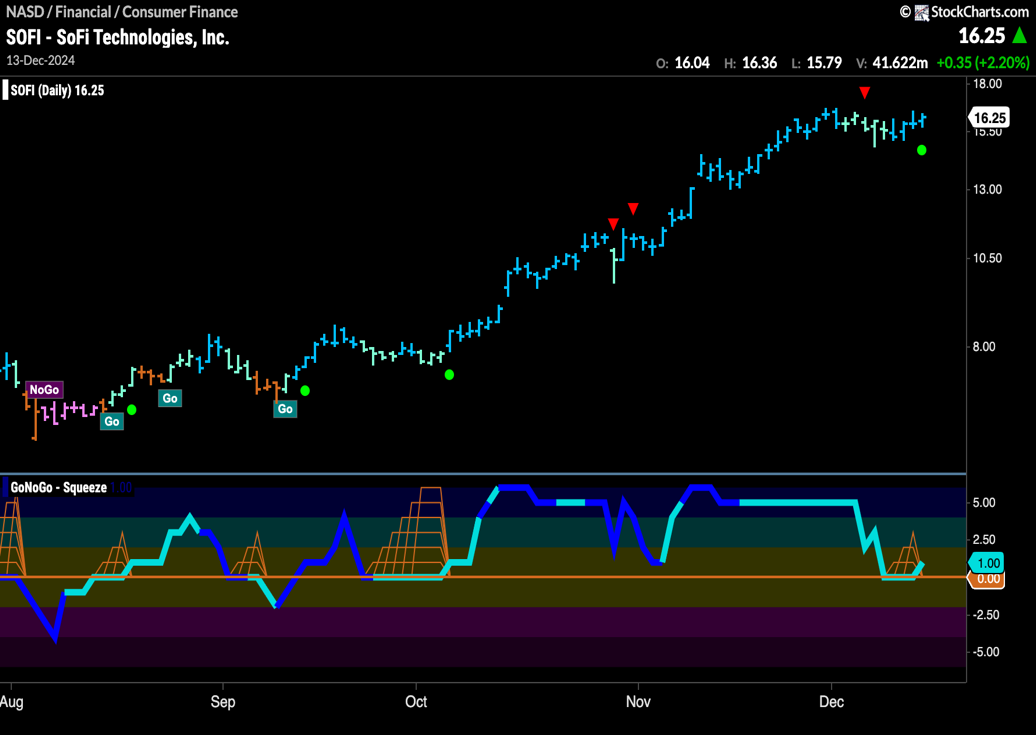 NASD / Financial / Consumer Finance
© StockCharts.com
SOFI - SoFi Technologies, Inc.
16.25
13-Dec-2024
O: 16.04 H: 16.36 L: 15.79 V: 41.622m +0.35 (+2.20%)
SOFI (Daily) 16.25
18.00
16.25
15.50
13.00
10.50
8.00
NoGo
Go
Go
Go
GoNoGo - Squeeze 1.00
5.00
2.50
1.00
0.00
-2.50
-5.00
Aug Sep Oct Nov Dec